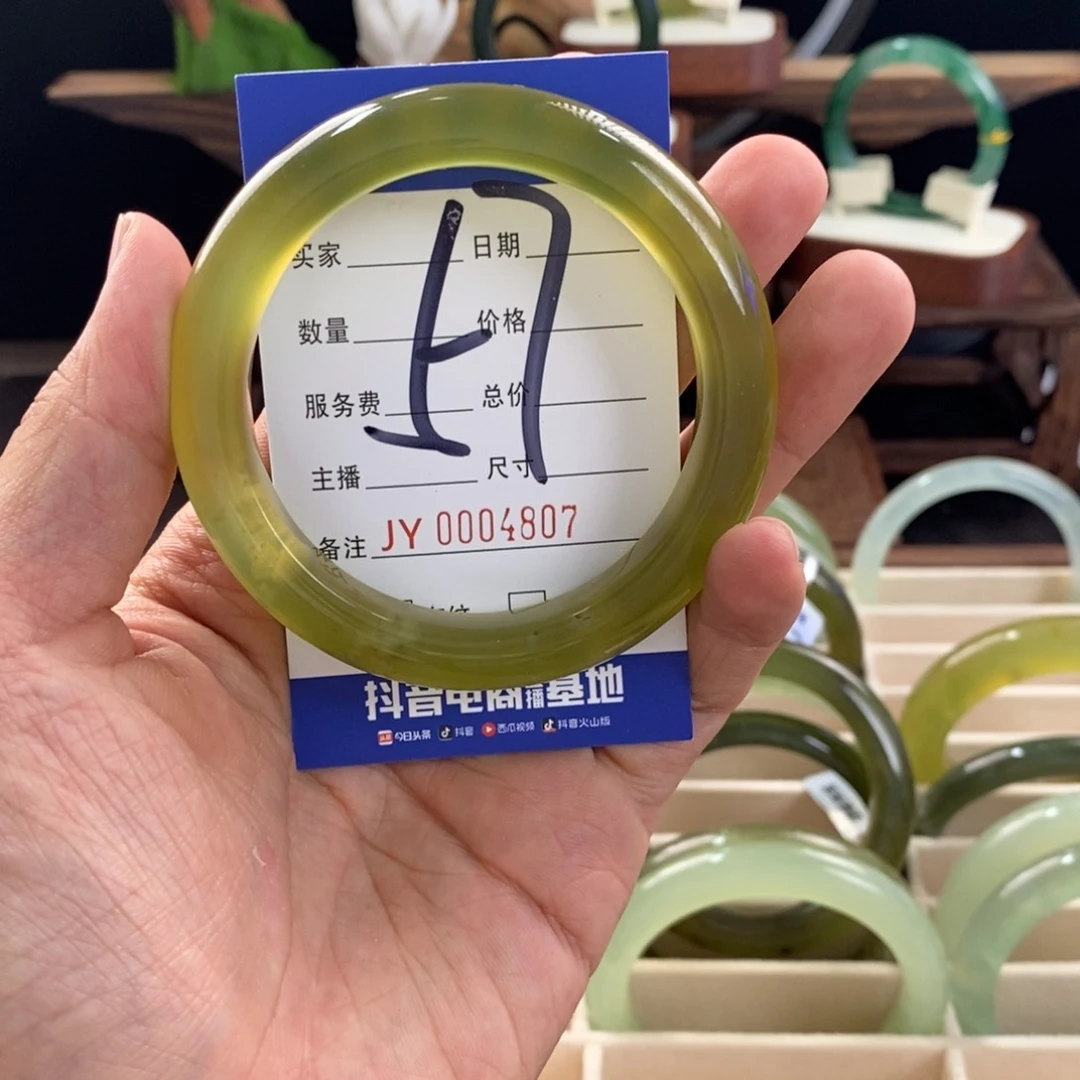 买家 日期
数量 价格
服务费 总价
主播 尺寸
备注 JY 0004807
抖音电商直播基地
今日头条 抖音 西瓜视频 抖音火山版